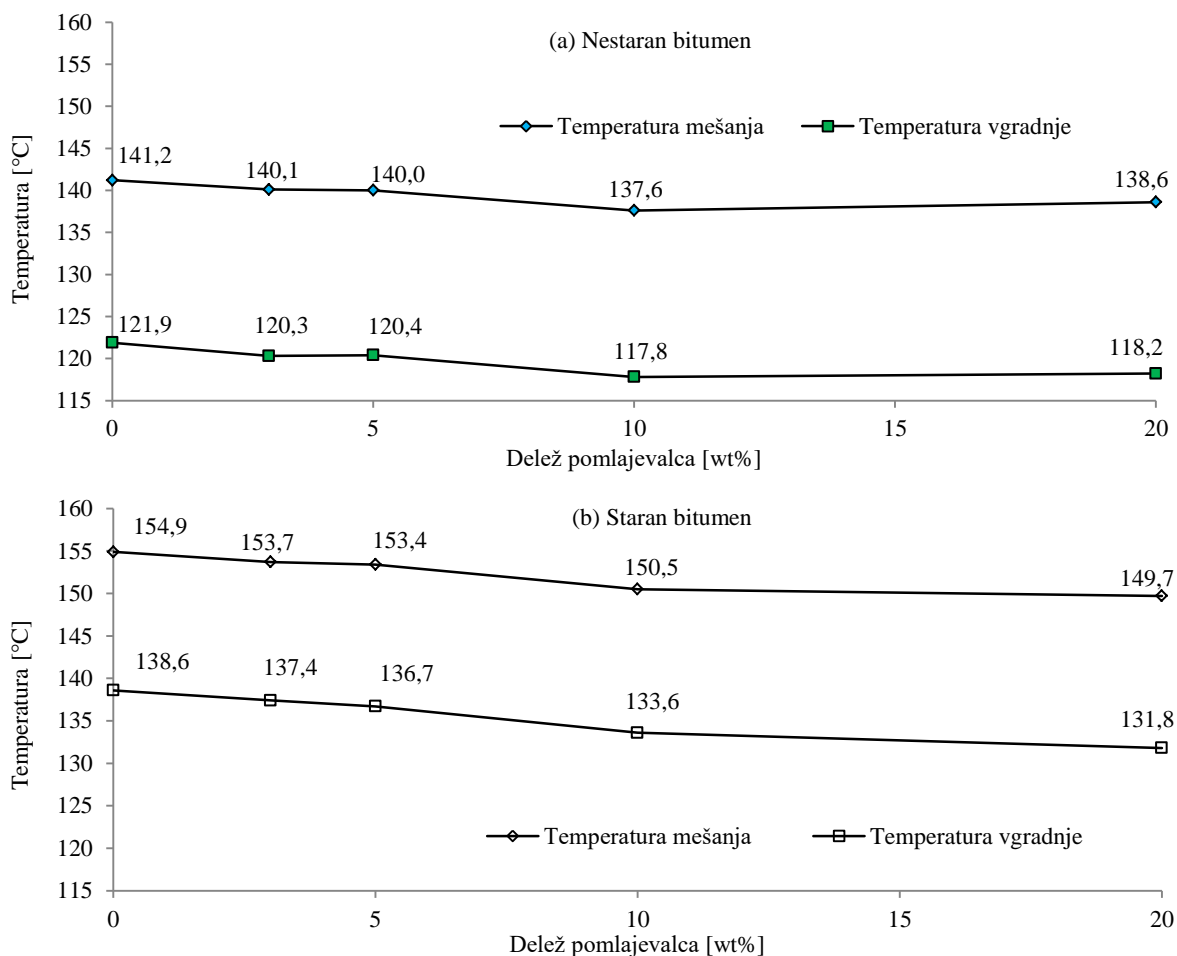 160
(a) Nestaran bitumen
155
150
Temperatura mešanja Temperatura vgradnje
145
141,2 140,1 140,0 137,6 138,6
140
135
130
125
121,9 120,3 120,4 117,8 118,2
120
115
Temperatura [°C]
0 5 10 15 20
Delež pomlajevalca [wt%]
160
(b) Staran bitumen
154,9 153,7 153,4 150,5 149,7
155
150
145
138,6 137,4 136,7 133,6 131,8
140
135
130
125
Temperatura mešanja Temperatura vgradnje
120
115
Temperatura [°C]
0 5 10 15 20
Delež pomlajevalca [wt%]